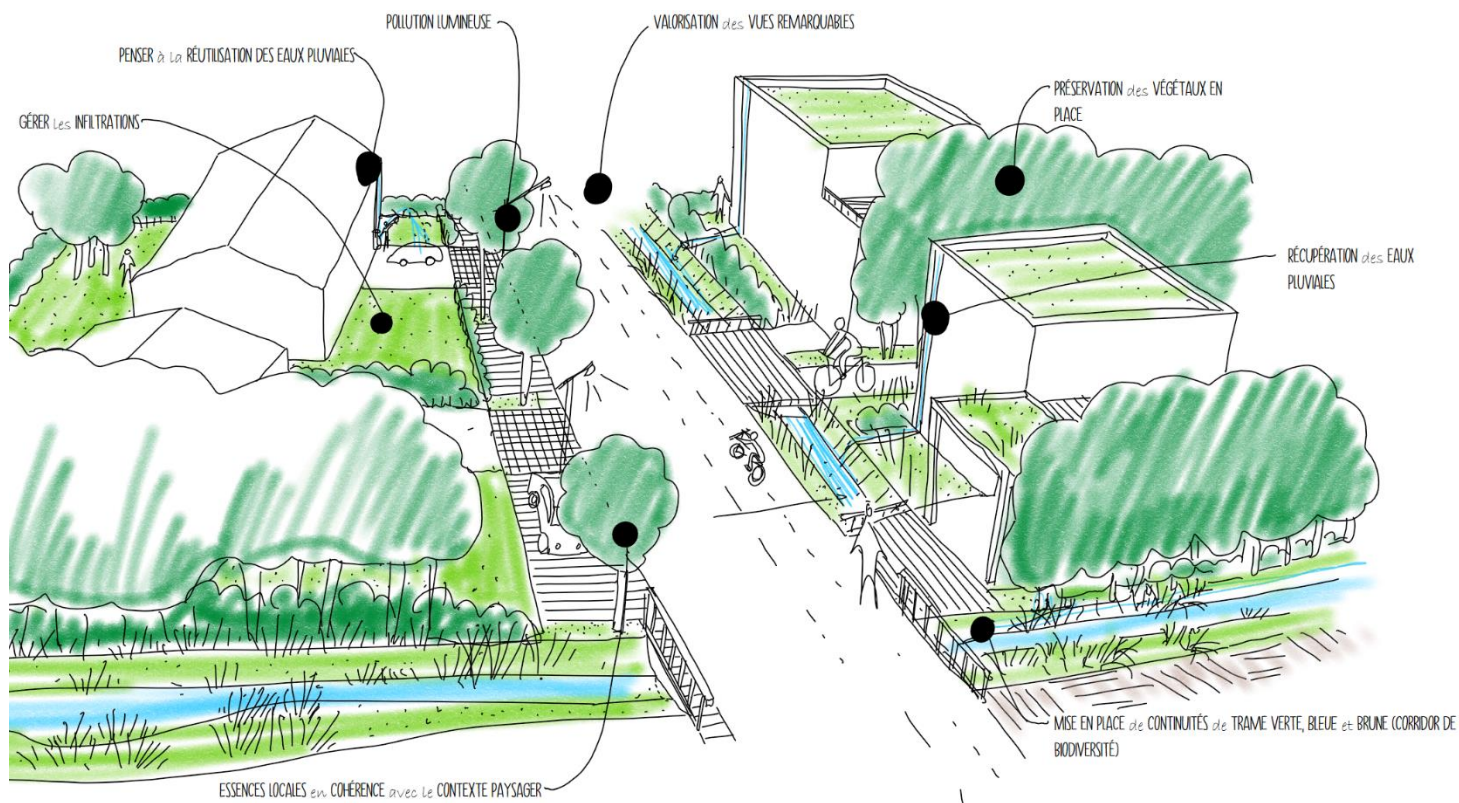 POLLUTION LUMINEUSE
VALORISATION des VUES REMARQUABLES
PENSER à la RÉUTILISATION DES EAUX PLUVIALES
PRÉSERVATION des VÉGÉTAUX EN
PLACE
GÉRER les INFILTRATIONS
RÉCUPÉRATION des EAUX
PLUVIALES
MISE EN PLACE de CONTINUITÉS de TRAME VERTE, BLEUE et BRUNE (CORRIDOR DE
BIODIVERSITÉ)
ESSENCES LOCALES en COHÉRENCE avec le CONTEXTE PAYSAGER